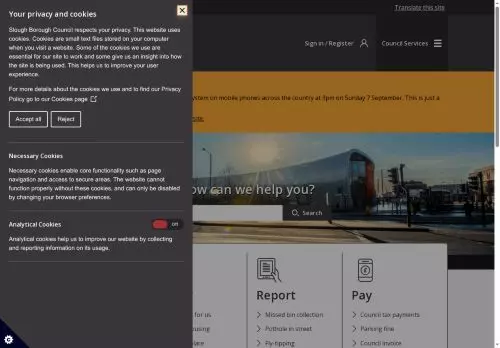 Your privacy and cookies
Slough Borough Council respects your privacy. This website
uses cookies. Cookies are small text files stored on your computer
when you visit a website. Some of the cookies we use are
essential for our site to work and some give us an insight into how
the site is being used. This helps us to improve your user
experience.
For more details about the cookies we use and to find our Privacy
Policy go to our Cookies page
Accept all Reject
Necessary Cookies
Necessary cookies enable core functionality such as page
navigation and access to secure areas. The website cannot
function properly without these cookies, and can only be disabled
by changing your browser preferences.
Analytical Cookies on
Analytical cookies help us to improve our website by collecting
and reporting information on its usage.
Translate this site
Sign in / Register Council Services
ystem on mobile phones across the country at 3pm on Sunday 7 September. This is just a
ow can we help you?
Search
Report
Missed bin collection
Pothole in street
Fly-tipping
Pay
Council tax payments
Parking fine
Council invoice
for us